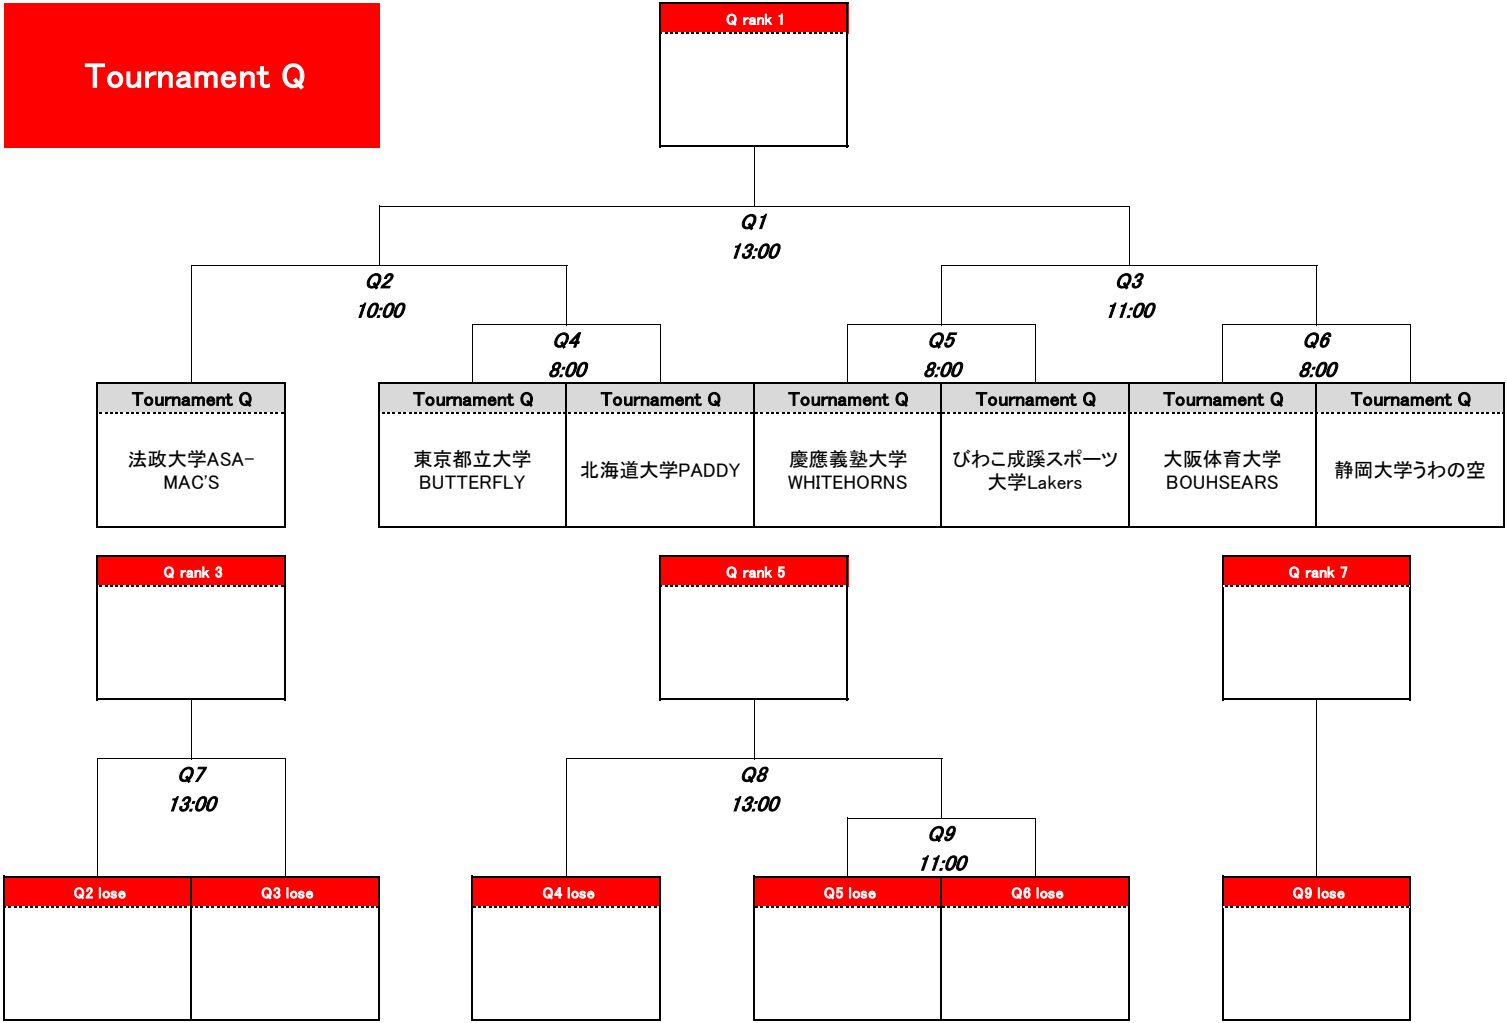 Tournament Q
Q rank 1
Q1
13:00
Q2
10:00
Q3
11:00
Q4
8:00
Q5
8:00
Q6
8:00
Tournament Q
Tournament Q
Tournament Q
Tournament Q
Tournament Q
Tournament Q
Tournament Q
法政大学ASA-
MAC'S
東京都立大学
BUTTERFLY
北海道大学PADDY
慶應義塾大学
WHITEHORNS
びわこ成蹊スポーツ
大学Lakers
大阪体育大学
BOUHSEARS
静岡大学うわの空
Q rank 3
Q rank 5
Q rank 7
Q7
13:00
Q8
13:00
Q9
11:00
Q2 lose
Q3 lose
Q4 lose
Q5 lose
Q6 lose
Q9 lose